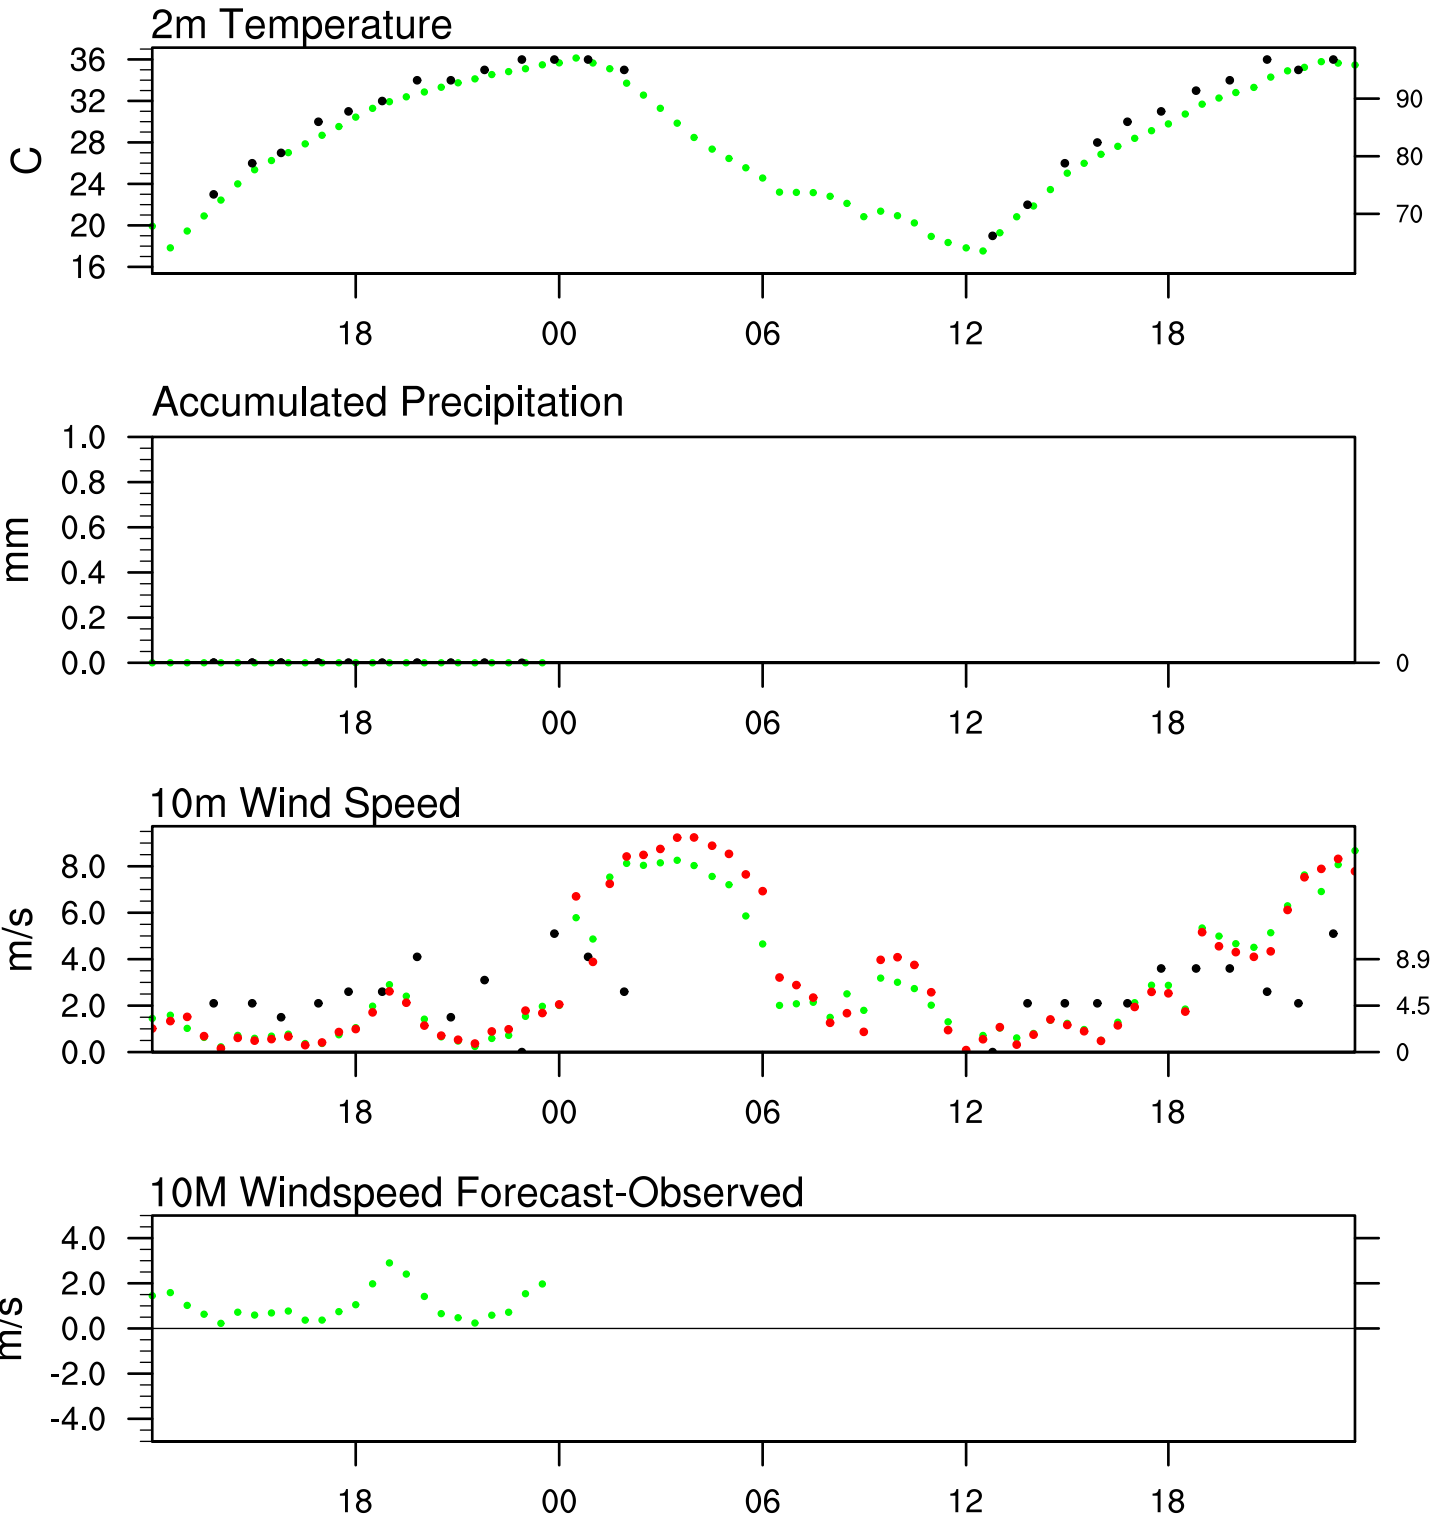 2m Temperature
36
32
28
24
20
16
C
90
80
70
18 00 06 12 18
Accumulated Precipitation
1.0
0.8
0.6
0.4
0.2
0.0
mm
0
18 00 06 12 18
10m Wind Speed
8.0
6.0
4.0
2.0
0.0
m/s
8.9
4.5
0
18 00 06 12 18
10M Windspeed Forecast-Observed
4.0
2.0
0.0
-2.0
-4.0
m/s
18 00 06 12 18